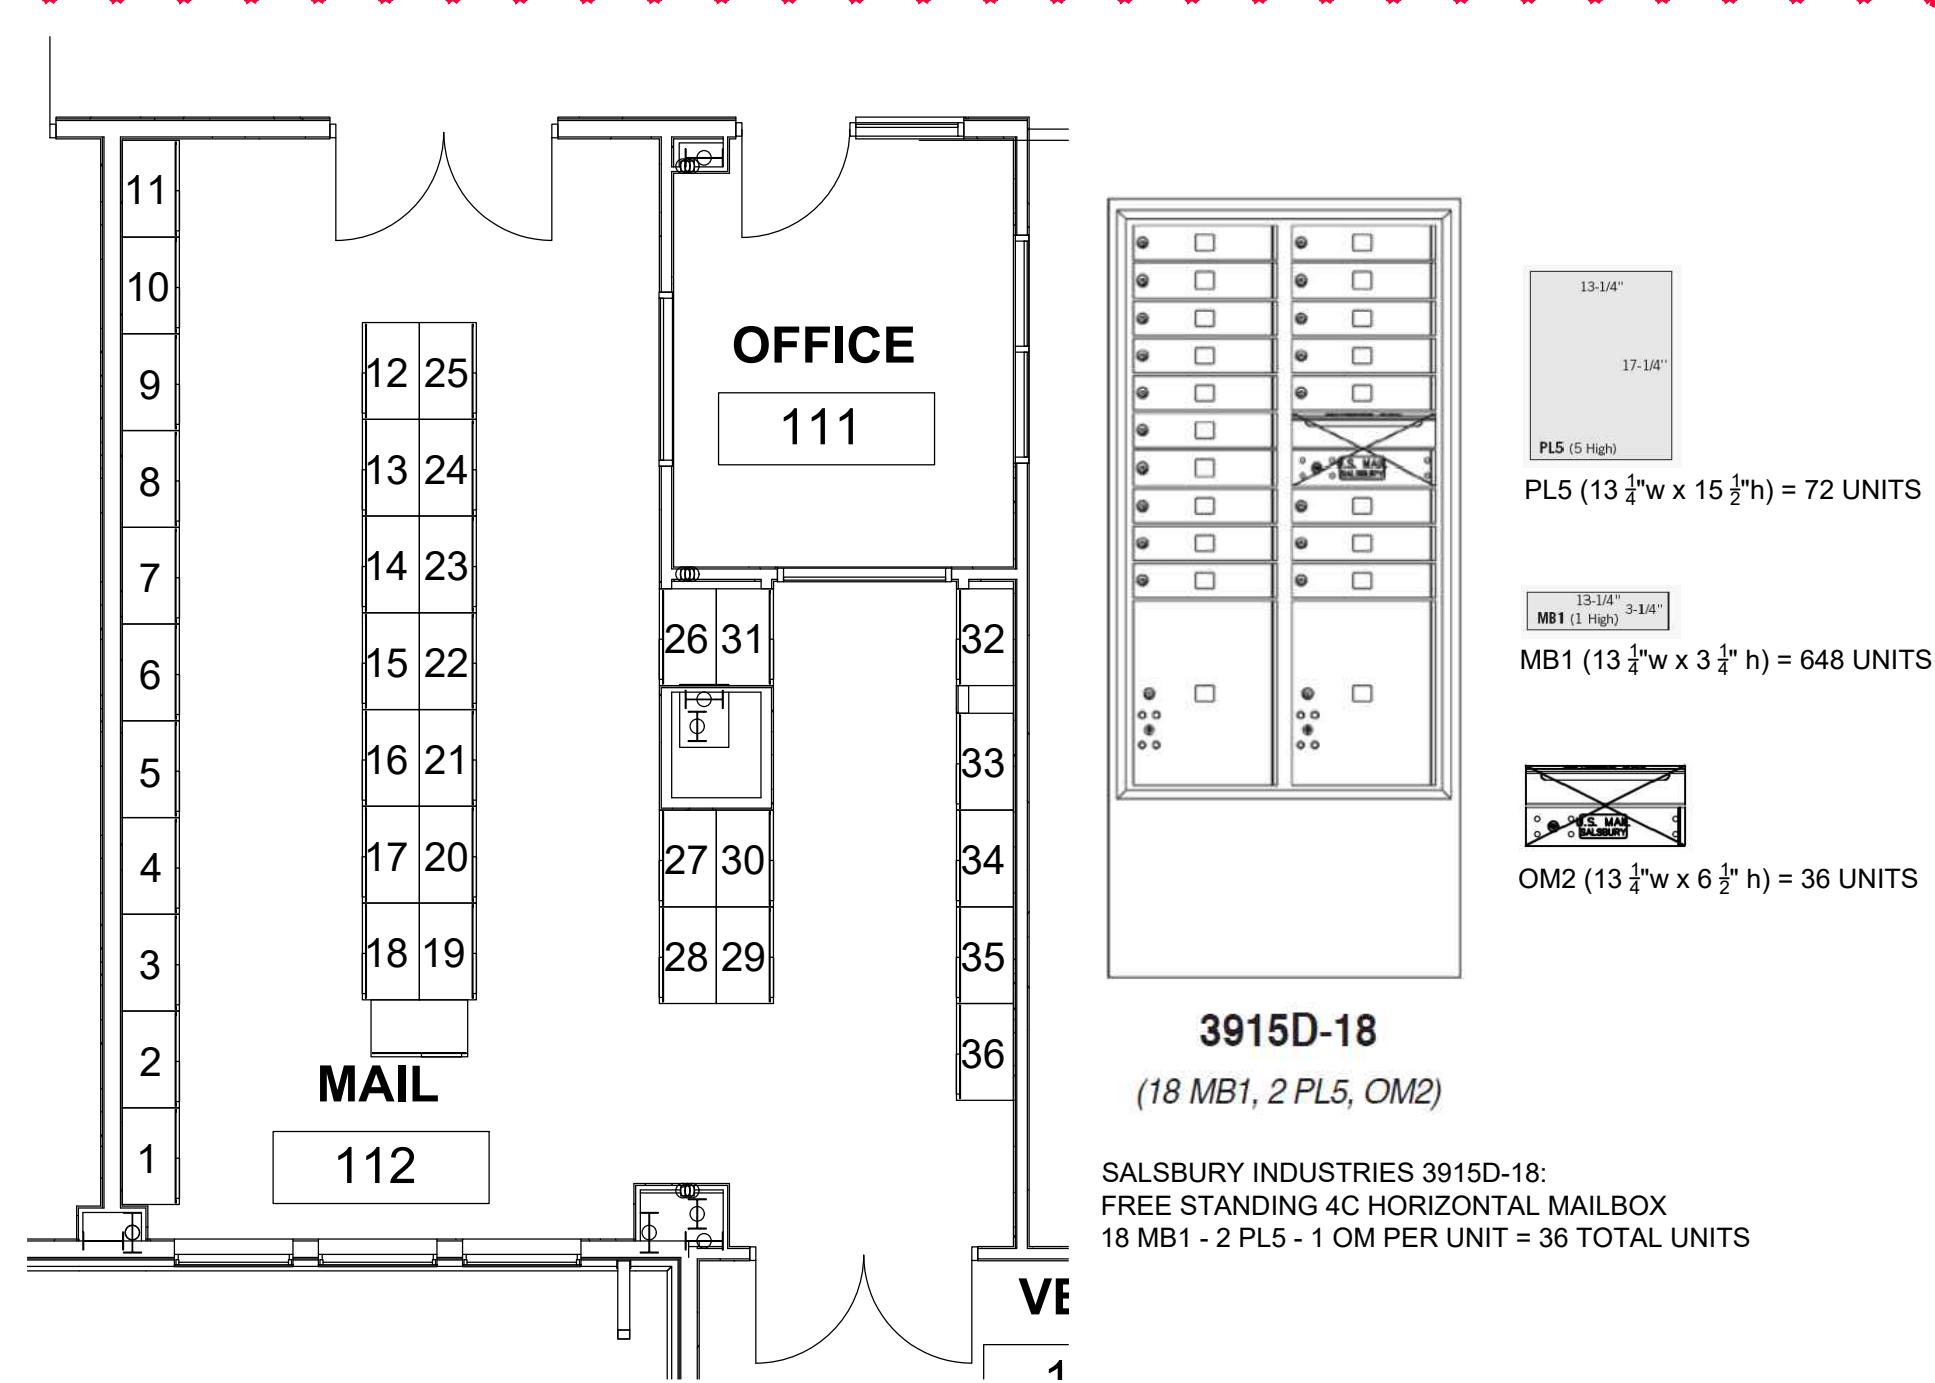 11
10
9
8
7
6
5
4
3
2
1
12 25
13 24
14 23
15 22
16 21
17 20
18 19
MAIL
112
OFFICE
111
26 31
27 30
28 29
32
33
34
35
36
VE
1
U.S. MAIL
SALSBURY
3915D-18
(18 MB1, 2 PL5, OM2)
SALSBURY INDUSTRIES 3915D-18:
FREE STANDING 4C HORIZONTAL MAILBOX
18 MB1 - 2 PL5 - 1 OM PER UNIT = 36 TOTAL UNITS
13-1/4"
17-1/4"
PL5 (5 High)
PL5 (13 1/4"w x 15 1/2"h) = 72 UNITS
13-1/4"
3-1/4"
MB1 (1 High)
MB1 (13 1/4"w x 3 1/4" h) = 648 UNITS
U.S. MAIL
SALSBURY
OM2 (13 1/4"w x 6 1/2" h) = 36 UNITS